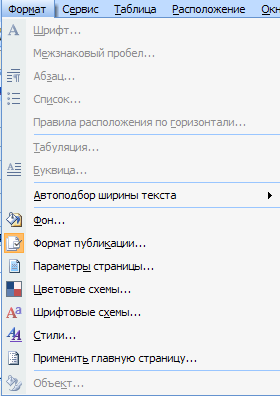 Формат Сервис Таблица Расположение Окн
Шрифт...
Межзнаковый пробел...
Абзац...
Список...
Правила расположения по горизонтали...
Табуляция...
Буквица...
Автоподбор ширины текста
Фон...
Формат публикации...
Параметры страницы...
Цветовые схемы...
Шрифтовые схемы...
Стили...
Применить главную страницу...
Объект...